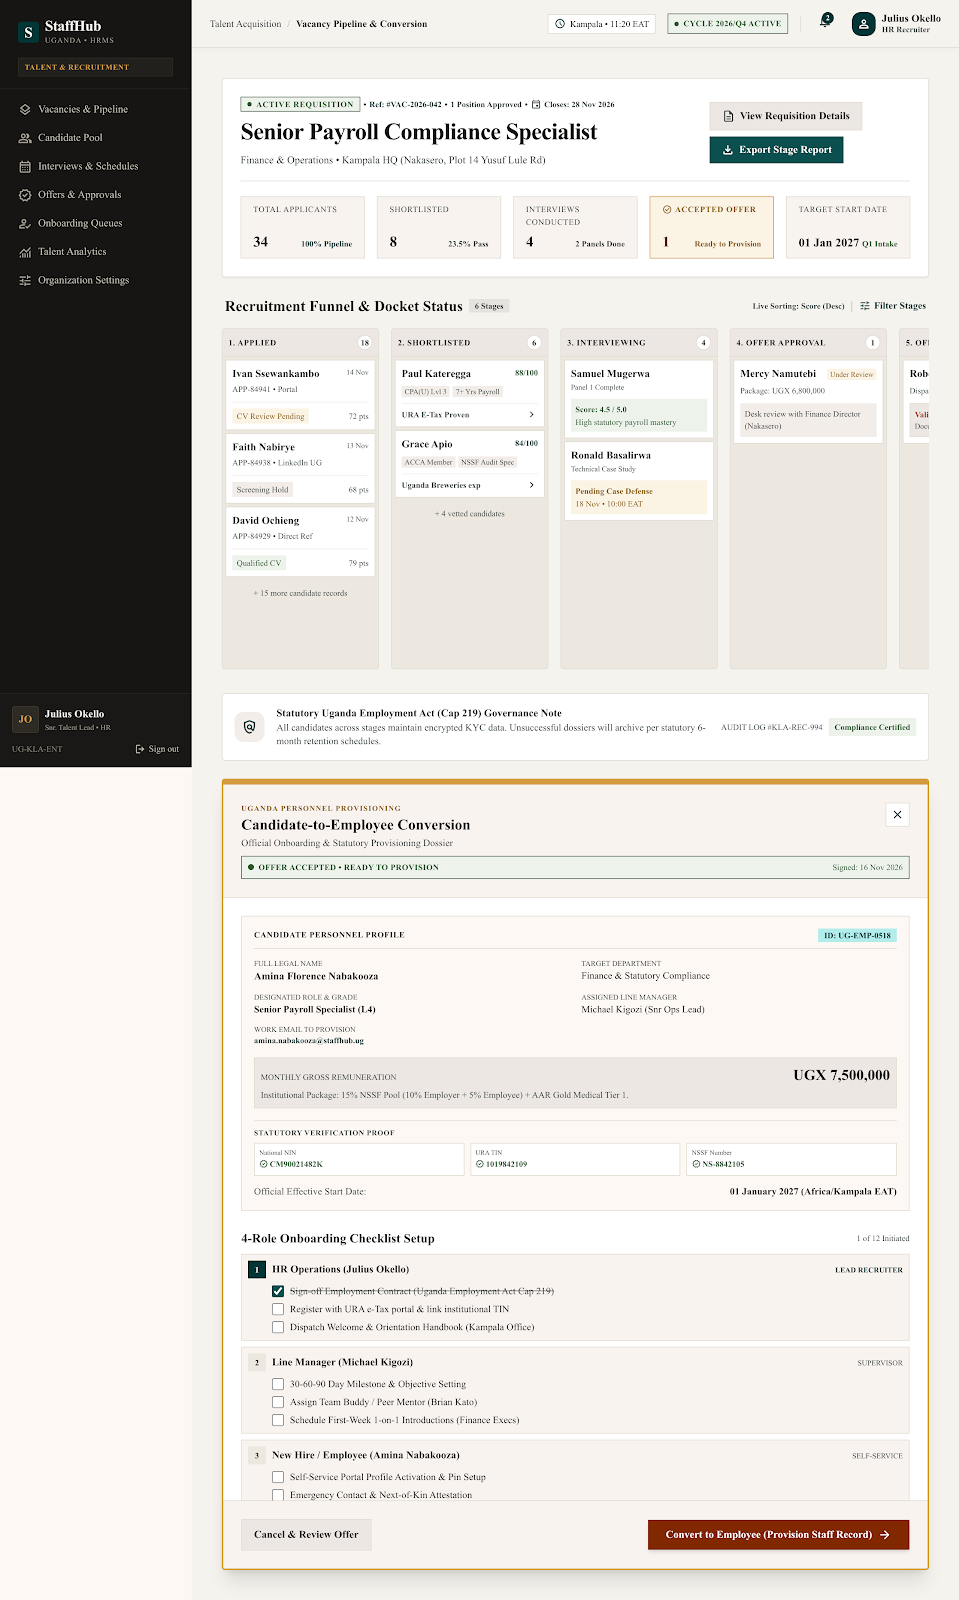 S
StaffHub
UGANDA • HRMS
TALENT & RECRUITMENT
Vacancies & Pipeline
Candidate Pool
Interviews & Schedules
Offers & Approvals
Onboarding Queues
Talent Analytics
Organization Settings
JO
Julius Okello
Snr. Talent Lead • HR
UG-KLA-ENT
Sign out
Talent Acquisition / Vacancy Pipeline & Conversion
Kampala • 11:20 EAT
CYCLE 2026/Q4 ACTIVE
2
Julius Okello
HR Recruiter
ACTIVE REQUISITION • Ref: #VAC-2026-042 • 1 Position Approved • Closes: 28 Nov 2026
Senior Payroll Compliance Specialist
Finance & Operations • Kampala HQ (Nakasero, Plot 14 Yusuf Lule Rd)
View Requisition Details
Export Stage Report
TOTAL APPLICANTS
34 100% Pipeline
SHORTLISTED
8 23.5% Pass
INTERVIEWS
CONDUCTED
4 2 Panels Done
ACCEPTED OFFER
1 Ready to Provision
TARGET START DATE
01 Jan 2027 Q1 Intake
Recruitment Funnel & Docket Status 6 Stages
Live Sorting: Score (Desc)
Filter Stages
1. APPLIED 18
Ivan Ssewankambo 14 Nov
APP-84941 • Portal
CV Review Pending 72 pts
Faith Nabirye 13 Nov
APP-84938 • LinkedIn UG
Screening Hold 68 pts
David Ochieng 12 Nov
APP-84929 • Direct Ref
Qualified CV 79 pts
+ 15 more candidate records
2. SHORTLISTED 6
Paul Kateregga 88/100
CPA(U) Lvl 3 7+ Yrs Payroll
URA E-Tax Proven
Grace Apio 84/100
ACCA Member NSSF Audit Spec
Uganda Breweries exp
+ 4 vetted candidates
3. INTERVIEWING 4
Samuel Mugerwa
Panel 1 Complete
Score: 4.5 / 5.0
High statutory payroll mastery
Ronald Basalirwa
Technical Case Study
Pending Case Defense
18 Nov • 10:00 EAT
4. OFFER APPROVAL 1
Mercy Namutebi Under Review
Package: UGX 6,800,000
Desk review with Finance Director
(Nakasero)
5. OF
Rob
Dispa
Vali
Docu
Statutory Uganda Employment Act (Cap 219) Governance Note
All candidates across stages maintain encrypted KYC data. Unsuccessful dossiers will archive per statutory 6-
month retention schedules.
AUDIT LOG #KLA-REC-994
Compliance Certified
UGANDA PERSONNEL PROVISIONING
Candidate-to-Employee Conversion
Official Onboarding & Statutory Provisioning Dossier
OFFER ACCEPTED • READY TO PROVISION
Signed: 16 Nov 2026
CANDIDATE PERSONNEL PROFILE
ID: UG-EMP-0518
FULL LEGAL NAME
Amina Florence Nabakooza
TARGET DEPARTMENT
Finance & Statutory Compliance
DESIGNATED ROLE & GRADE
Senior Payroll Specialist (L4)
ASSIGNED LINE MANAGER
Michael Kigozi (Snr Ops Lead)
WORK EMAIL TO PROVISION
amina.nabakooza@staffhub.ug
MONTHLY GROSS REMUNERATION
UGX 7,500,000
Institutional Package: 15% NSSF Pool (10% Employer + 5% Employee) + AAR Gold Medical Tier 1.
STATUTORY VERIFICATION PROOF
National NIN
CM90021482K
URA TIN
1019842109
NSSF Number
NS-8842105
Official Effective Start Date:
01 January 2027 (Africa/Kampala EAT)
4-Role Onboarding Checklist Setup
1 of 12 Initiated
1 HR Operations (Julius Okello)
LEAD RECRUITER
Sign-off Employment Contract (Uganda Employment Act Cap 219)
Register with URA e-Tax portal & link institutional TIN
Dispatch Welcome & Orientation Handbook (Kampala Office)
2 Line Manager (Michael Kigozi)
SUPERVISOR
30-60-90 Day Milestone & Objective Setting
Assign Team Buddy / Peer Mentor (Brian Kato)
Schedule First-Week 1-on-1 Introductions (Finance Execs)
3 New Hire / Employee (Amina Nabakooza)
SELF-SERVICE
Self-Service Portal Profile Activation & Pin Setup
Emergency Contact & Next-of-Kin Attestation
Cancel & Review Offer
Convert to Employee (Provision Staff Record)